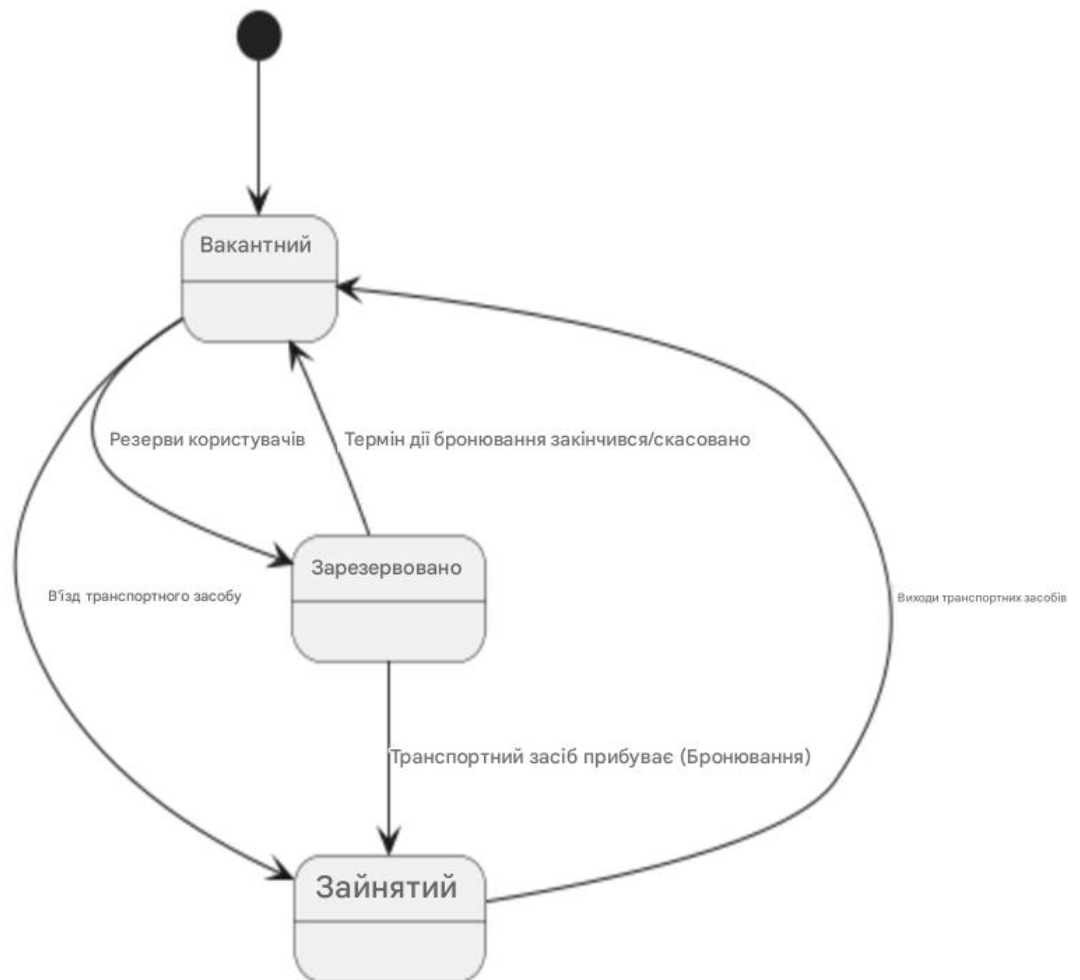 Вакантний
Резерви користувачів
Термін дії бронювання закінчився/скасовано
Зарезервовано
В'їзд транспортного засобу
Виходи транспортних засобів
Транспортний засіб прибуває (Бронювання)
Зайнятий